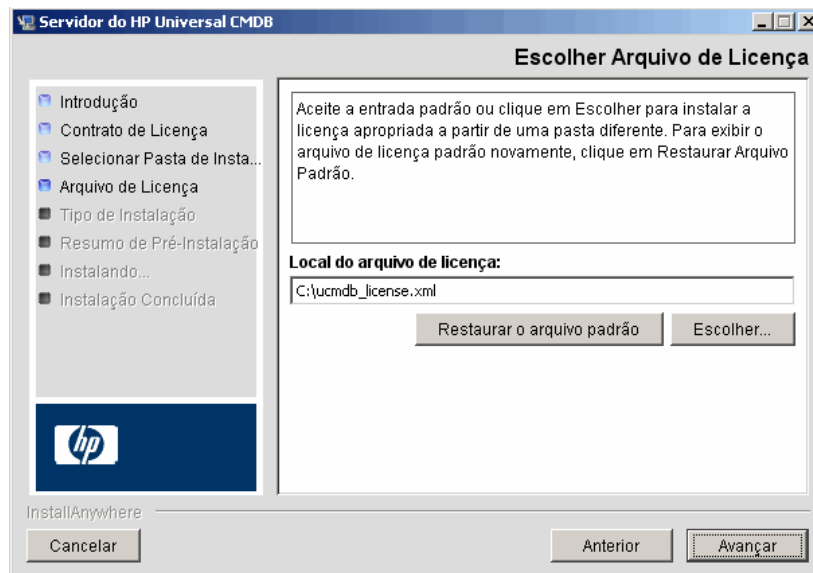 Servidor do HP Universal CMDB
Escolher Arquivo de Licença
Introdução
Contrato de Licença
Selecionar Pasta de Insta...
Arquivo de Licença
Tipo de Instalação
Resumo de Pré-Instalação
Instalando...
Instalação Concluída
Aceite a entrada padrão ou clique em Escolher para instalar a
licença apropriada a partir de uma pasta diferente. Para exibir o
arquivo de licença padrão novamente, clique em Restaurar Arquivo
Padrão.
Local do arquivo de licença:
C:\ucmdb_license.xml
Restaurar o arquivo padrão
Escolher...
hp
InstallAnywhere
Cancelar
Anterior
Avançar